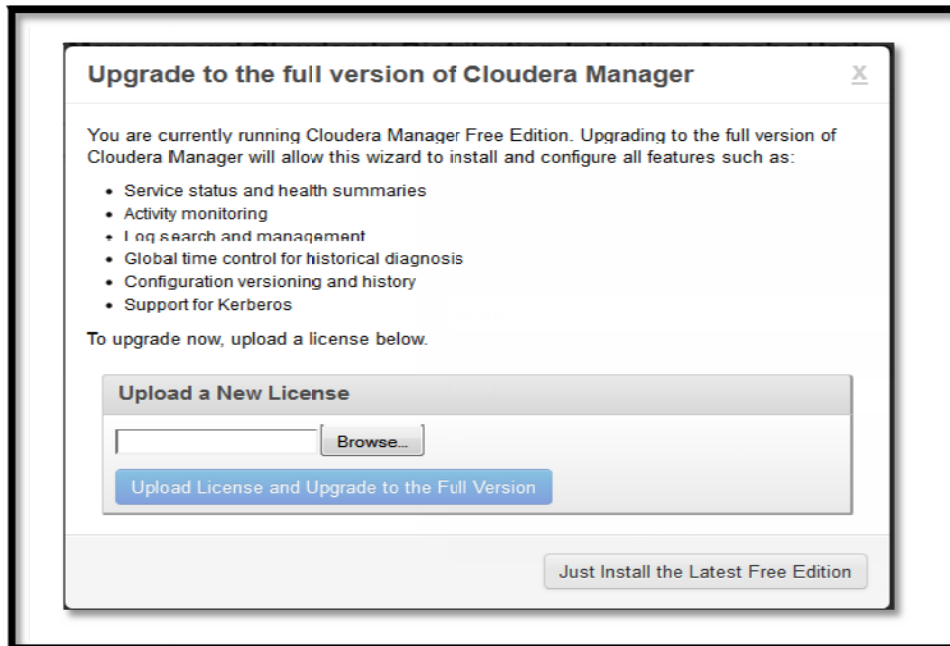 Upgrade to the full version of Cloudera Manager
X
You are currently running Cloudera Manager Free Edition. Upgrading to the full version of
Cloudera Manager will allow this wizard to install and configure all features such as:
• Service status and health summaries
• Activity monitoring
• Log search and management
• Global time control for historical diagnosis
• Configuration versioning and history
• Support for Kerberos
To upgrade now, upload a license below.
Upload a New License
Browse...
Upload License and Upgrade to the Full Version
Just Install the Latest Free Edition